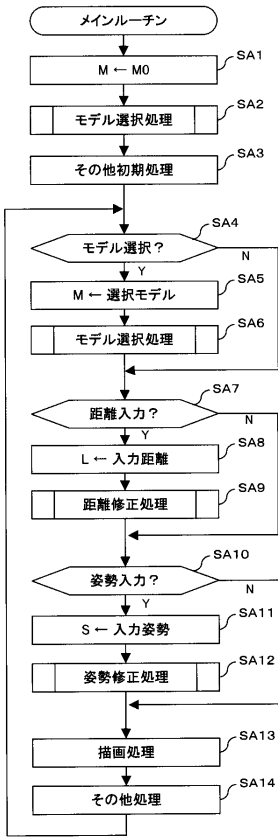 メインルーチン
SA1
M ← M0
SA2
モデル選択処理
SA3
その他初期処理
SA4
モデル選択？
N
Y
SA5
M ← 選択モデル
SA6
モデル選択処理
SA7
距離入力？
N
Y
SA8
L ← 入力距離
SA9
距離修正処理
SA10
姿勢入力？
N
Y
SA11
S ← 入力姿勢
SA12
姿勢修正処理
SA13
描画処理
SA14
その他処理